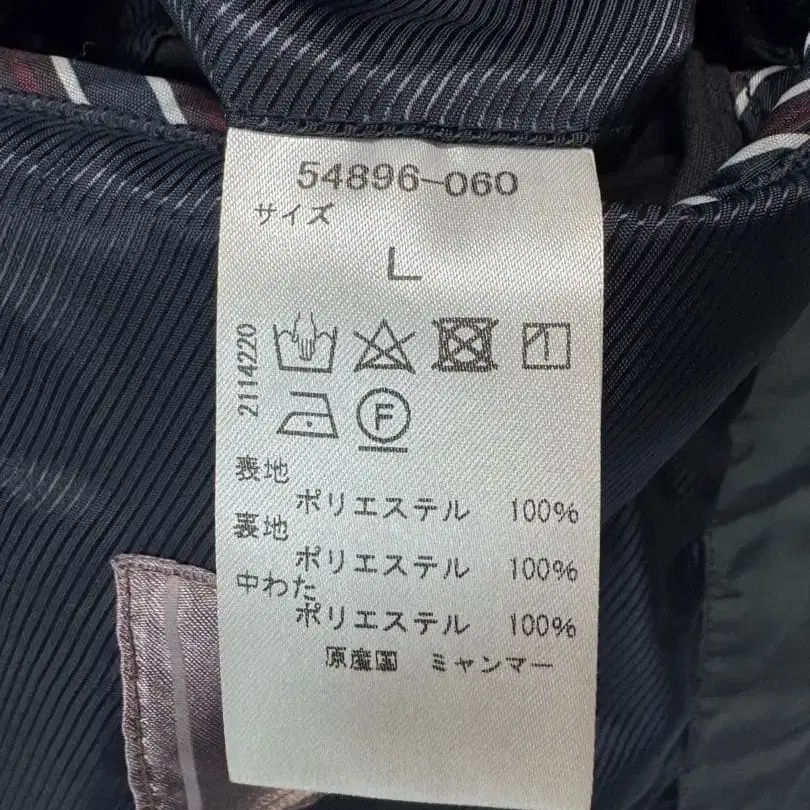 54896-060
サイズ
L
2114220
F
表地
ポリエステル 100%
裏地
ポリエステル 100%
中わた
ポリエステル 100%
原産国 ミャンマー